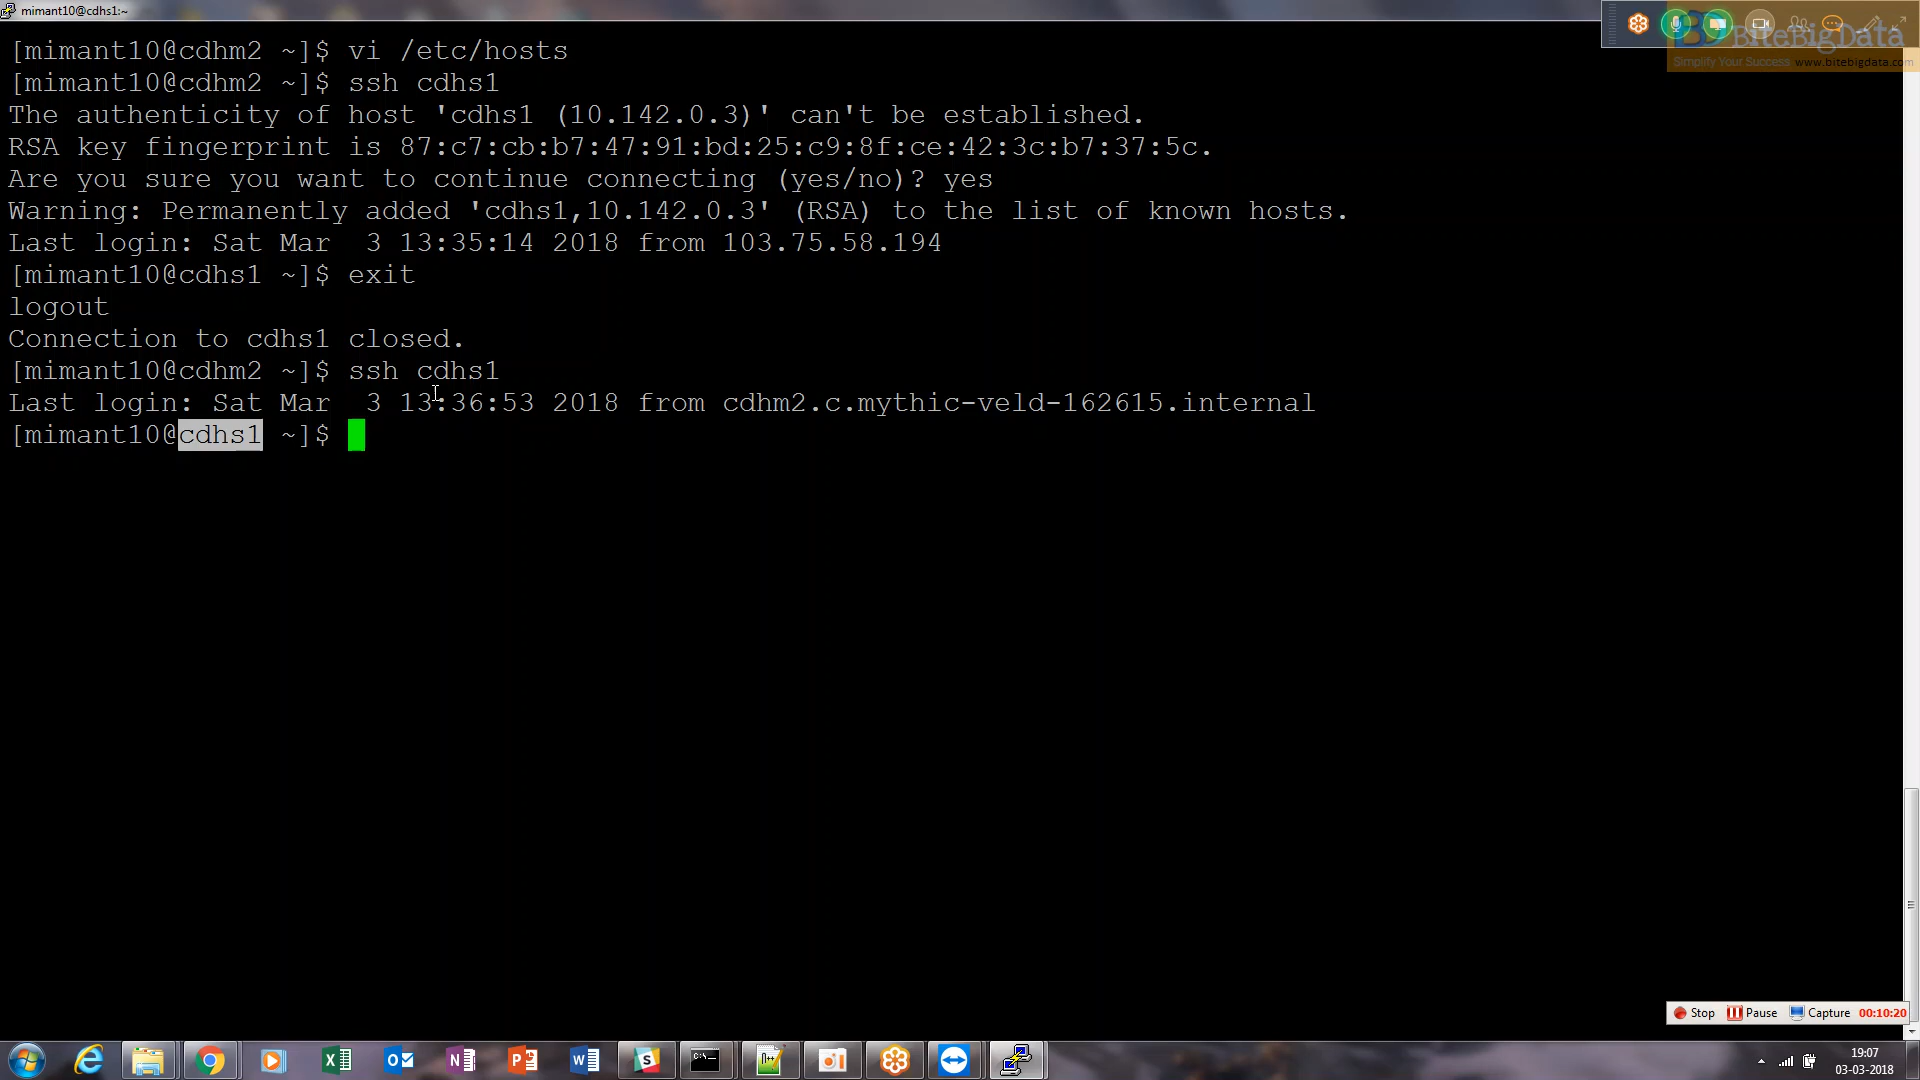 mimant10@cdhs1:~
BiteBigData
Simplify Your Success www.bitebigdata.com
[mimant10@cdhm2 ~]$ vi /etc/hosts
[mimant10@cdhm2 ~]$ ssh cdhs1
The authenticity of host 'cdhs1 (10.142.0.3)' can't be established.
RSA key fingerprint is 87:c7:cb:b7:47:91:bd:25:c9:8f:ce:42:3c:b7:37:5c.
Are you sure you want to continue connecting (yes/no)? yes
Warning: Permanently added 'cdhs1,10.142.0.3' (RSA) to the list of known hosts.
Last login: Sat Mar  3 13:35:14 2018 from 103.75.58.194
[mimant10@cdhs1 ~]$ exit
logout
Connection to cdhs1 closed.
[mimant10@cdhm2 ~]$ ssh cdhs1
Last login: Sat Mar  3 13:36:53 2018 from cdhm2.c.mythic-veld-162615.internal
[mimant10@cdhs1 ~]$
Stop Pause Capture 00:10:20
19:07
03-03-2018